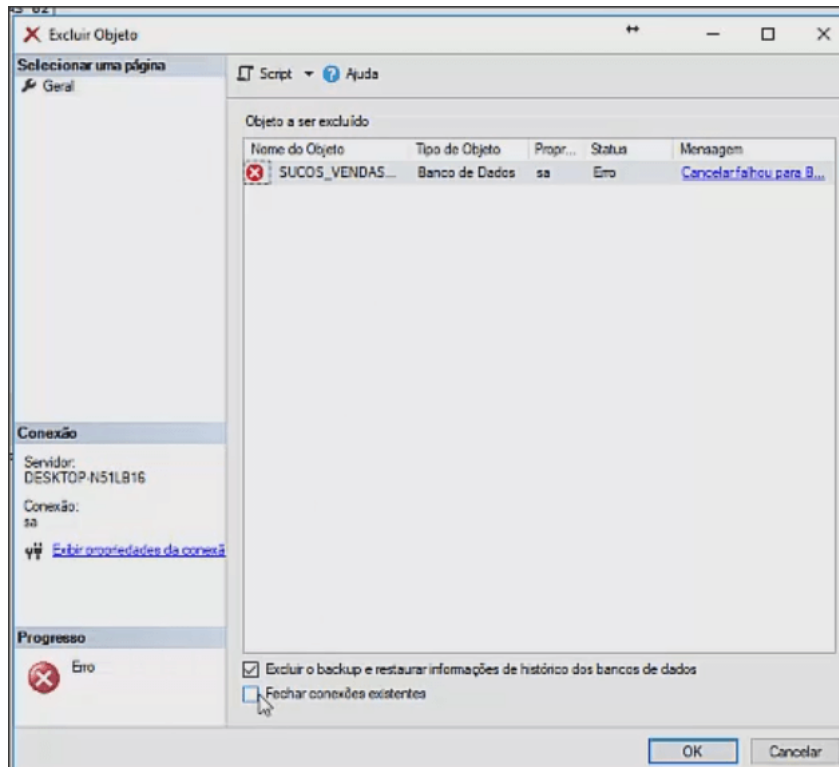 Excluir Objeto
Selecionar uma página
Geral
Script
Ajuda
Objeto a ser excluído
Nome do Objeto Tipo de Objeto Propr... Status Mensagem
SUCOS_VENDAS... Banco de Dados sa Erro Cancelar falhou para B...
Conexão
Servidor:
DESKTOP-N51LB16
Conexão:
sa
Exibir propriedades da conexã
Progresso
Erro
Excluir o backup e restaurar informações de histórico dos bancos de dados
Fechar conexões existentes
OK Cancelar